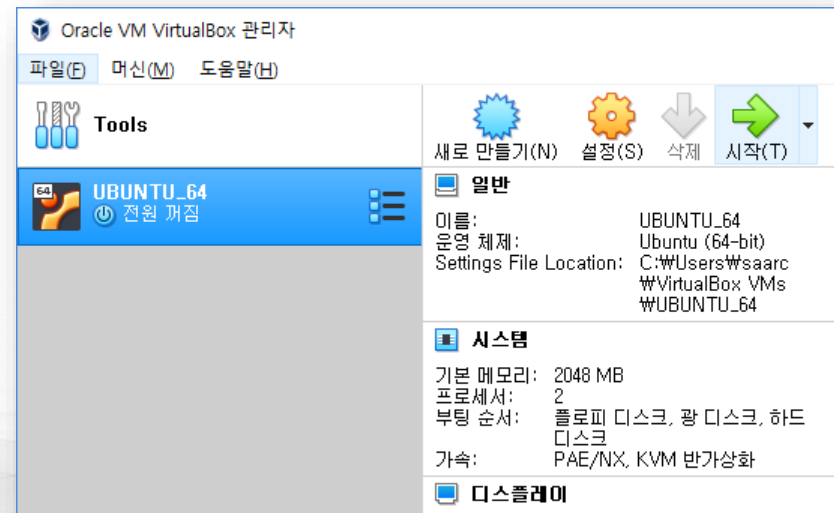 Oracle VM VirtualBox 관리자
파일(F) 머신(M) 도움말(H)
Tools
새로 만들기(N) 설정(S) 삭제 시작(T)
64
UBUNTU_64
전원 꺼짐
일반
이름: UBUNTU_64
운영 체제: Ubuntu (64-bit)
Settings File Location: C:₩Users₩saarc
₩VirtualBox VMs
₩UBUNTU_64
시스템
기본 메모리: 2048 MB
프로세서: 2
부팅 순서: 플로피 디스크, 광 디스크, 하드
디스크
가속: PAE/NX, KVM 반가상화
디스플레이